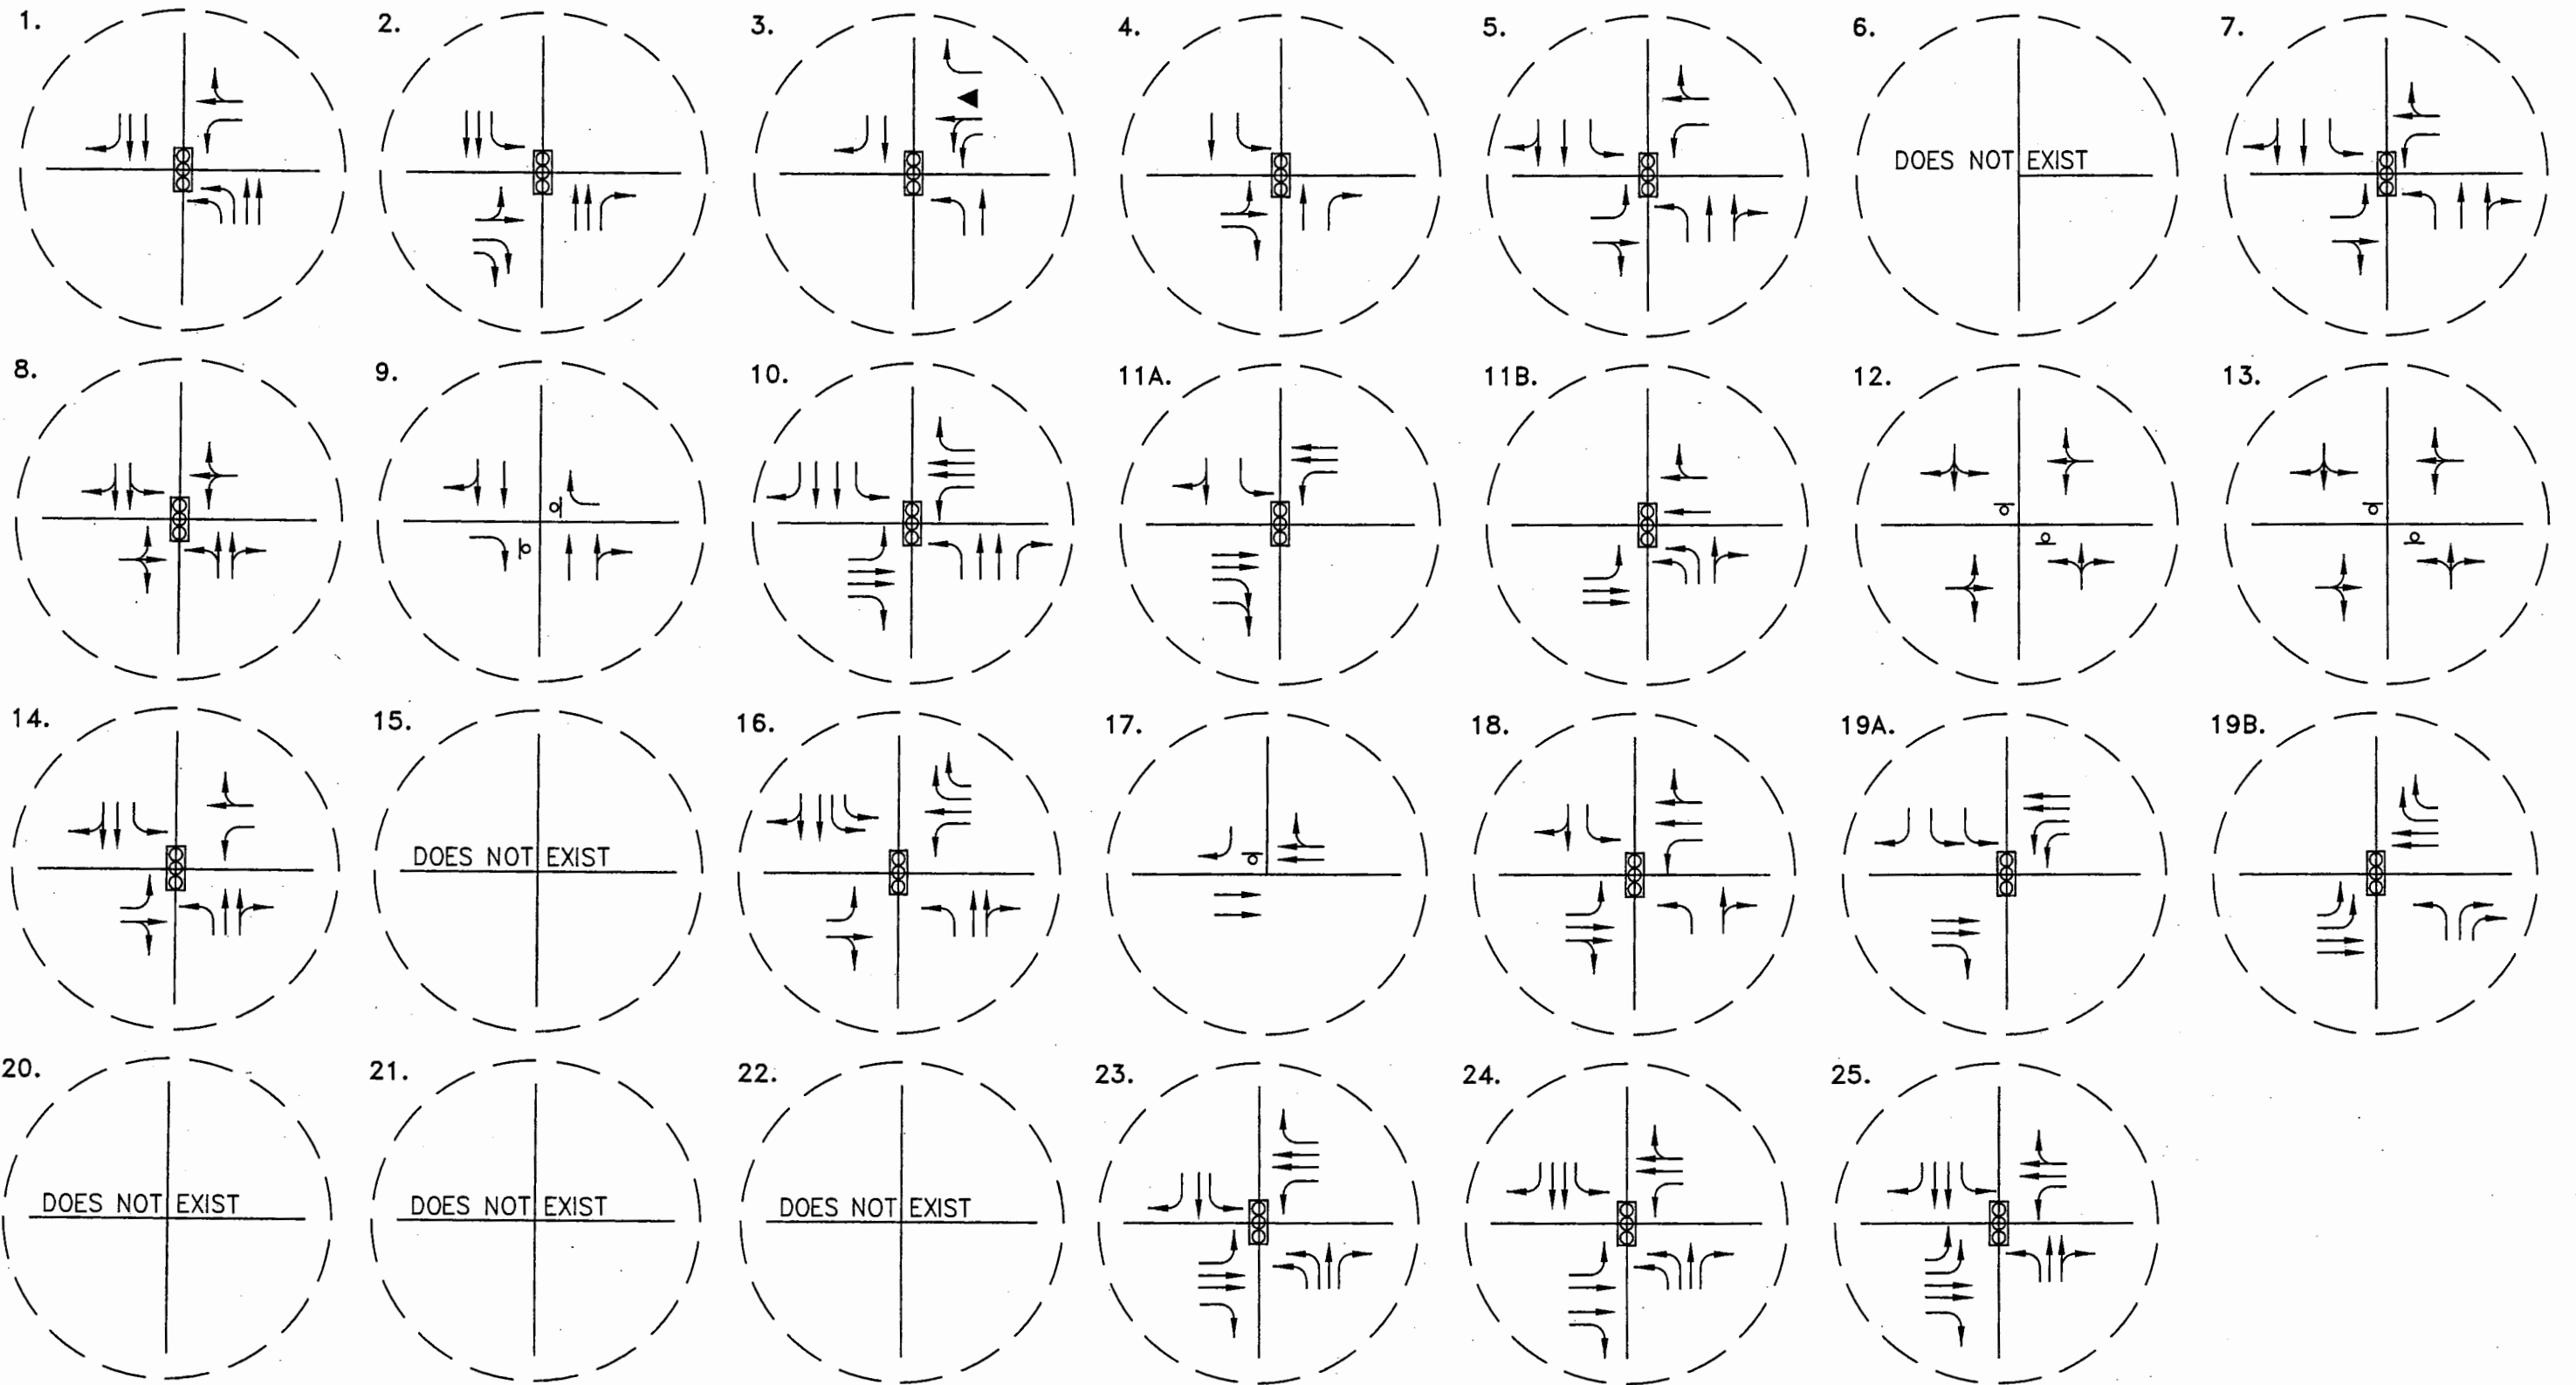 1.
2.
3.
4.
5.
6.
DOES NOT EXIST
7.
8.
9.
10.
11A.
11B.
12.
13.
14.
15.
DOES NOT EXIST
16.
17.
18.
19A.
19B.
20.
DOES NOT EXIST
21.
DOES NOT EXIST
22.
DOES NOT EXIST
23.
24.
25.